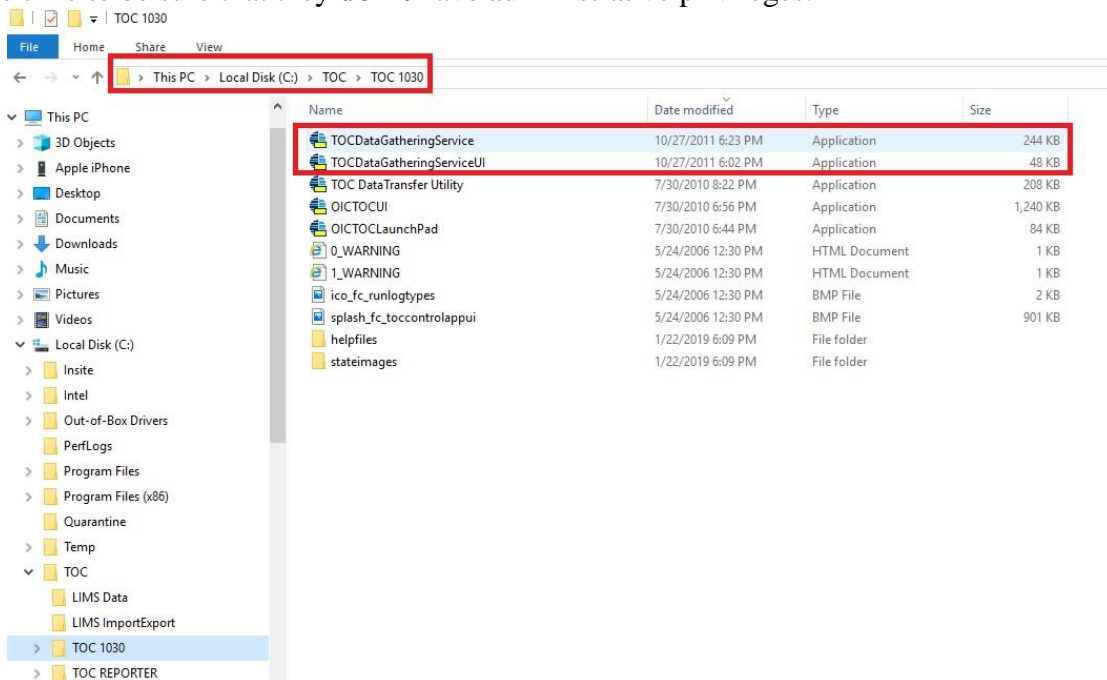 to be sure that they have administrative privileges.
TOC 1030
File Home Share View
This PC > Local Disk (C:) > TOC > TOC 1030
Name Date modified Type Size
This PC
3D Objects
Apple iPhone
Desktop
Documents
Downloads
Music
Pictures
Videos
Local Disk (C:)
Insite
Intel
Out-of-Box Drivers
PerfLogs
Program Files
Program Files (x86)
Quarantine
Temp
TOC
LIMS Data
LIMS ImportExport
TOC 1030
TOC REPORTER
TOCDataGatheringService 10/27/2011 6:23 PM Application 244 KB
TOCDataGatheringServiceUI 10/27/2011 6:02 PM Application 48 KB
TOC DataTransfer Utility 7/30/2010 8:22 PM Application 208 KB
OICTOCUI 7/30/2010 6:56 PM Application 1,240 KB
OICTOCLaunchPad 7/30/2010 6:44 PM Application 84 KB
0_WARNING 5/24/2006 12:30 PM HTML Document 1 KB
1_WARNING 5/24/2006 12:30 PM HTML Document 1 KB
ico_fc_runlogtypes 5/24/2006 12:30 PM BMP File 2 KB
splash_fc_toccontrolappui 5/24/2006 12:30 PM BMP File 901 KB
helpfiles 1/22/2019 6:09 PM File folder
stateimages 1/22/2019 6:09 PM File folder